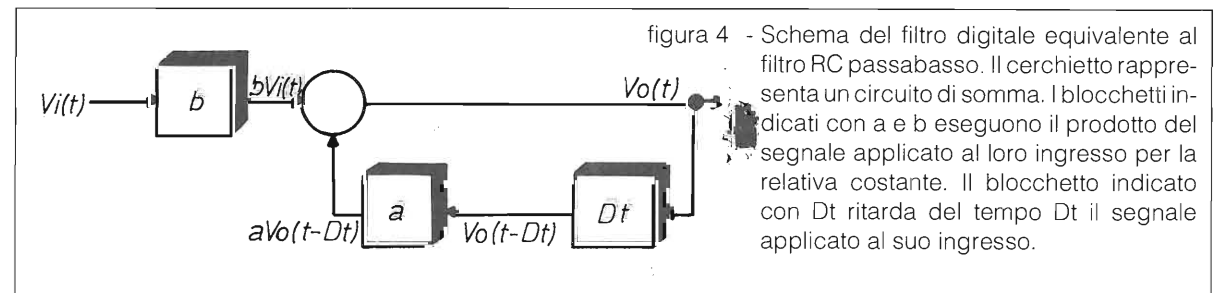 figura 4 - Schema del filtro digitale equivalente al
filtro RC passabasso. Il cerchietto rappre-
senta un circuito di somma. I blocchetti in-
dicati con a e b eseguono il prodotto del
segnale applicato al loro ingresso per la
relativa costante. Il blocchetto indicato
con Dt ritarda del tempo Dt il segnale
applicato al suo ingresso.
Vi(t)
b
bVi(t)
Vo(t)
a
Dt
aVo(t-Dt)
Vo(t-Dt)